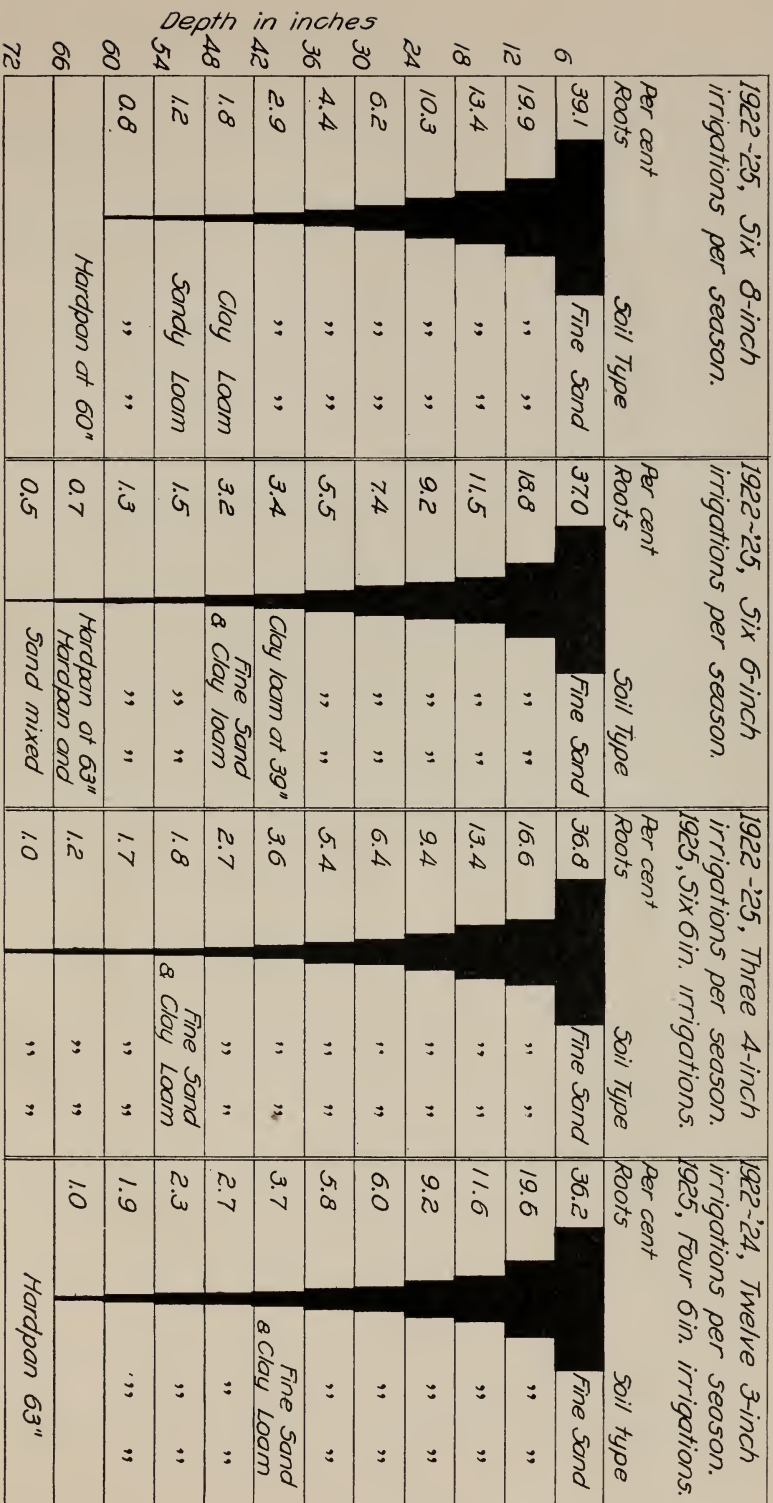 1922-'25, Six 8-inch
irrigations per season.
Per cent
Roots
Soil Type
39.1 Fine Sand
19.9 " "
13.4 " "
10.3 " "
6.2 " "
4.4 " "
2.9 " "
1.8 Clay Loam
1.2 Sandy Loam
0.8 " "
Hardpan at 60"
1922-'25, Six 6-inch
irrigations per season.
Per cent
Roots
Soil Type
37.0 Fine Sand
18.8 " "
11.5 " "
9.2 " "
7.4 " "
5.5 " "
3.4 Clay loam at 39"
3.2 Fine Sand
& Clay loam
1.5 " "
1.3 " "
0.7 Hardpan at 63"
Hardpan and
0.5 Sand mixed
1922-'25, Three 4-inch
irrigations per season.
1925, Six 6 in. irrigations.
Per cent
Roots
Soil Type
36.8 Fine Sand
16.6 " "
13.4 " "
9.4 " "
6.4 " "
5.4 " "
3.6 " "
2.7 " "
1.8 Fine Sand
& Clay Loam
1.7 " "
1.2 " "
1.0 " "
1922-'24, Twelve 3-inch
irrigations per season.
1925, Four 6 in. irrigations.
Per cent
Roots
Soil type
36.2 Fine Sand
19.6 " "
11.6 " "
9.2 " "
6.0 " "
5.8 " "
3.7 Fine Sand
& Clay Loam
2.7 " "
2.3 " "
1.9 " "
1.0
Hardpan 63"
Depth in inches
6
12
18
24
30
36
42
48
54
60
66
72